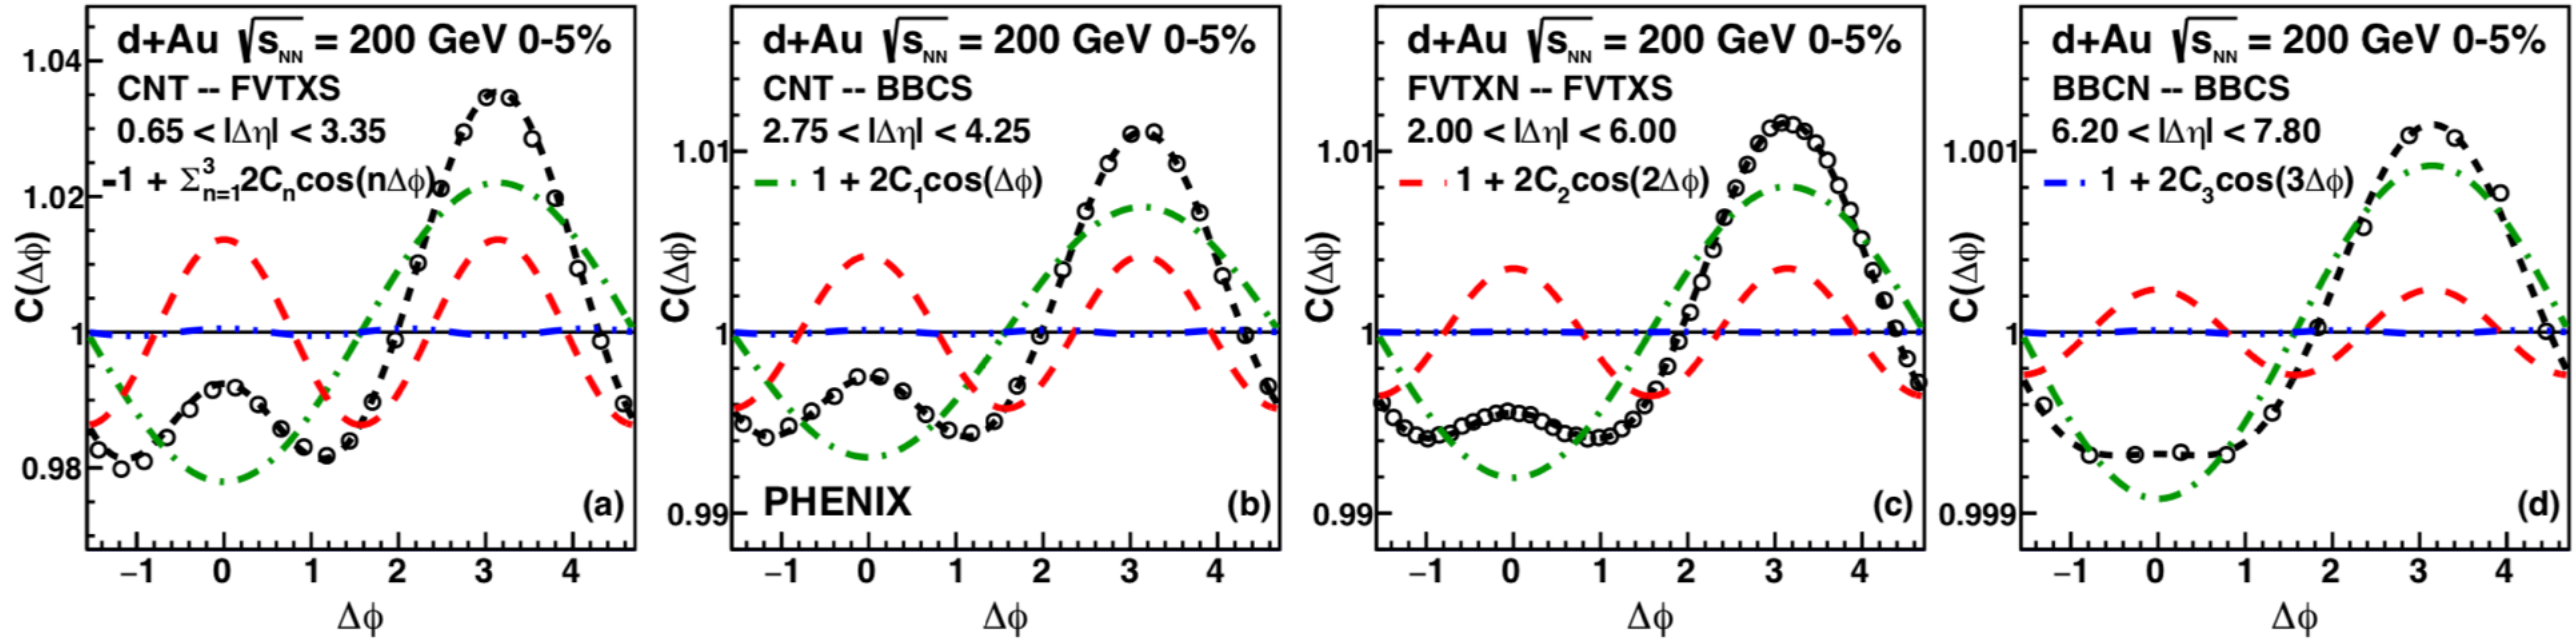 d+Au √s_NN = 200 GeV 0-5%
CNT -- FVTXS
0.65 < |Δη| < 3.35
1 + Σ³ₙ₌₁2Cₙcos(nΔϕ)
C(Δϕ)
1.04
1.02
1
0.98
(a)
−1 0 1 2 3 4
Δϕ
d+Au √s_NN = 200 GeV 0-5%
CNT -- BBCS
2.75 < |Δη| < 4.25
1 + 2C₁cos(Δϕ)
C(Δϕ)
1.01
1
0.99
PHENIX
(b)
−1 0 1 2 3 4
Δϕ
d+Au √s_NN = 200 GeV 0-5%
FVTXN -- FVTXS
2.00 < |Δη| < 6.00
1 + 2C₂cos(2Δϕ)
C(Δϕ)
1.01
1
0.99
(c)
−1 0 1 2 3 4
Δϕ
d+Au √s_NN = 200 GeV 0-5%
BBCN -- BBCS
6.20 < |Δη| < 7.80
1 + 2C₃cos(3Δϕ)
C(Δϕ)
1.001
1
0.999
(d)
−1 0 1 2 3 4
Δϕ